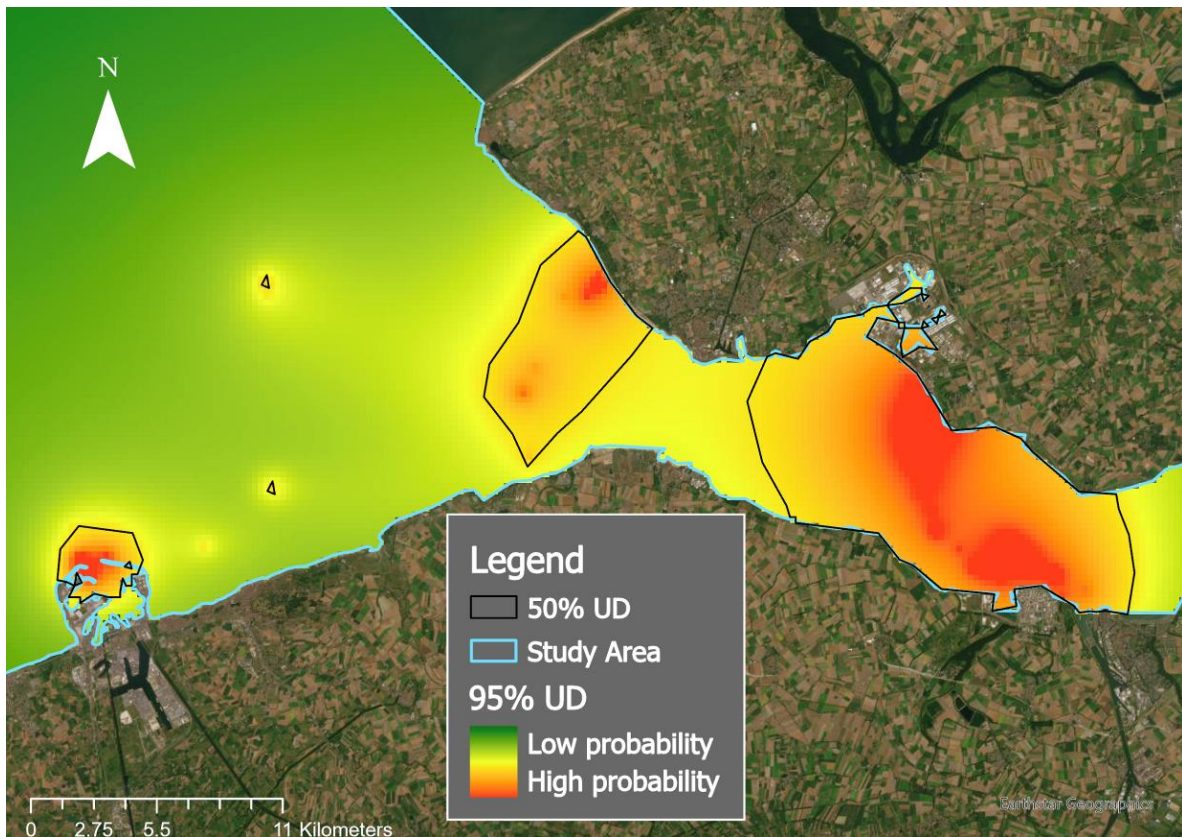 N
Legend
50% UD
Study Area
95% UD
Low probability
High probability
Earthstar Geographics
0 2.75 5.5 11 Kilometers